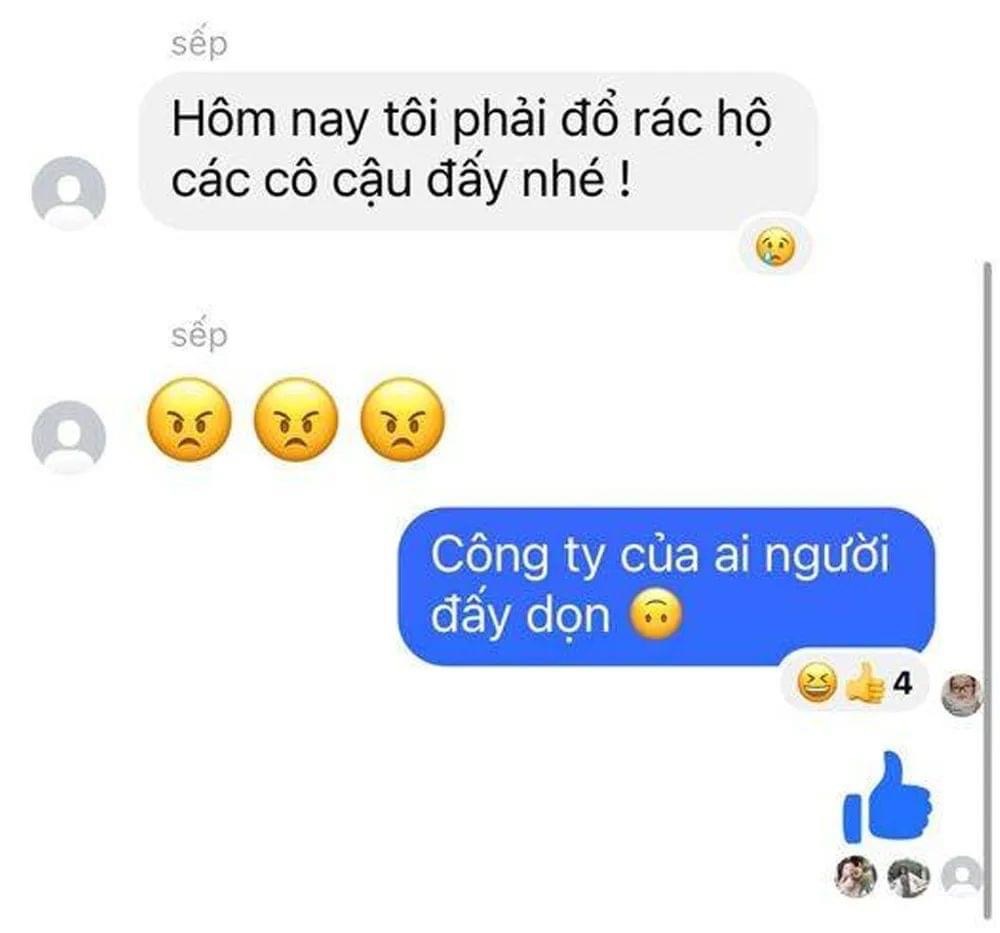 sếp
Hôm nay tôi phải đổ rác hộ
các cô cậu đấy nhé !
sếp
Công ty của ai người
đấy dọn 🙃
4